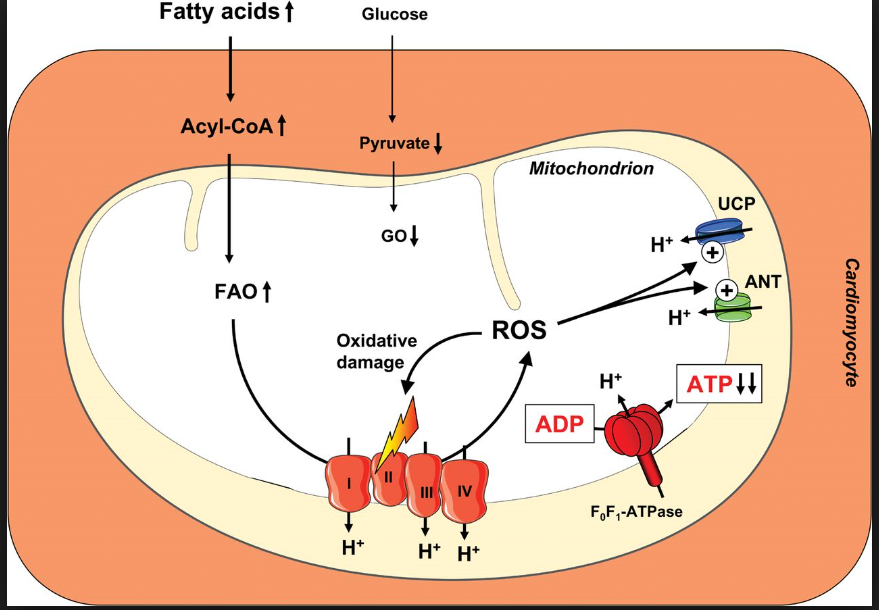 Fatty acids ↑
Glucose
Acyl-CoA ↑
Pyruvate ↓
Mitochondrion
UCP
H⁺
+
GO ↓
FAO ↑
+
ANT
H⁺
Cardiomyocyte
ROS
Oxidative
damage
H⁺
ATP ↓↓
ADP
I
II
III
IV
F₀F₁-ATPase
H⁺
H⁺
H⁺